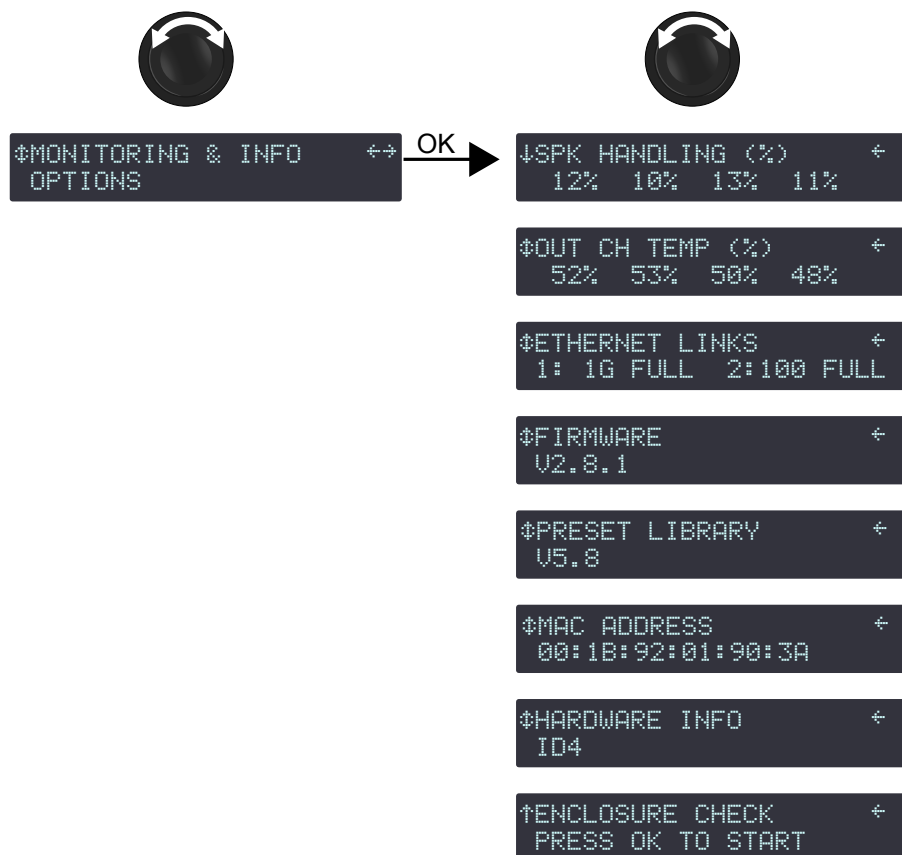 ↕MONITORING & INFO ←→
OPTIONS
OK
↓SPK HANDLING (%) ←
12% 10% 13% 11%
↕OUT CH TEMP (%) ←
52% 53% 50% 48%
↕ETHERNET LINKS ←
1: 1G FULL 2:100 FULL
↕FIRMWARE ←
V2.8.1
↕PRESET LIBRARY ←
V5.8
↕MAC ADDRESS ←
00:1B:92:01:90:3A
↕HARDWARE INFO ←
ID4
↑ENCLOSURE CHECK ←
PRESS OK TO START